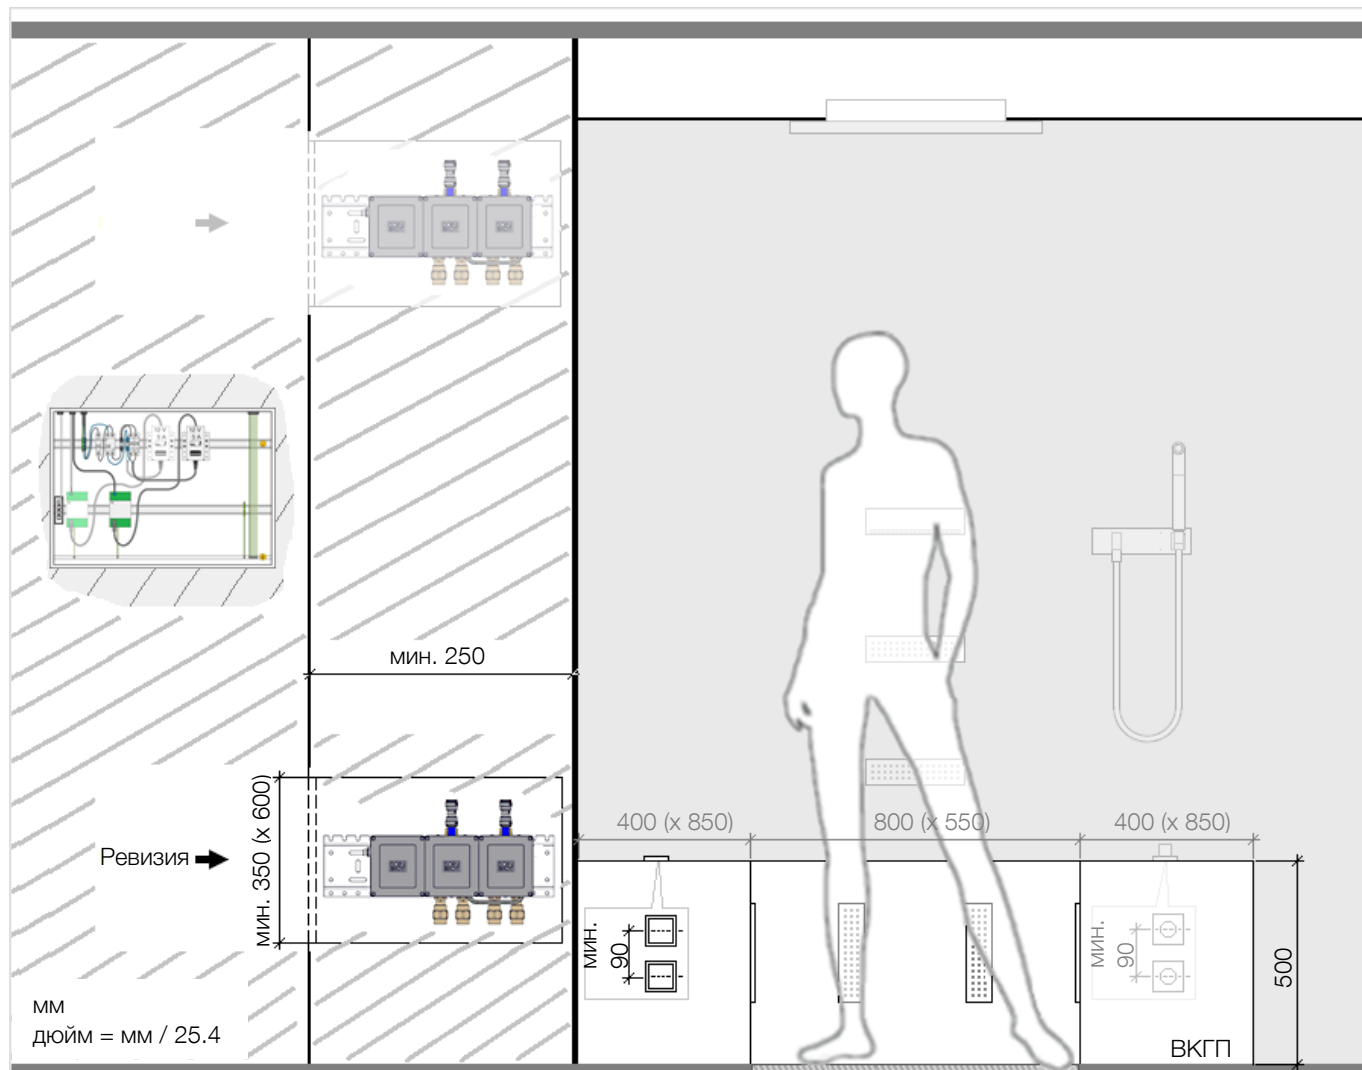 мин. 250
400 (x 850)
800 (x 550)
400 (x 850)
Ревизия
мин. 350 (x 600)
мин.
90
мин.
90
500
мм
дюйм = мм / 25.4
ВКГП